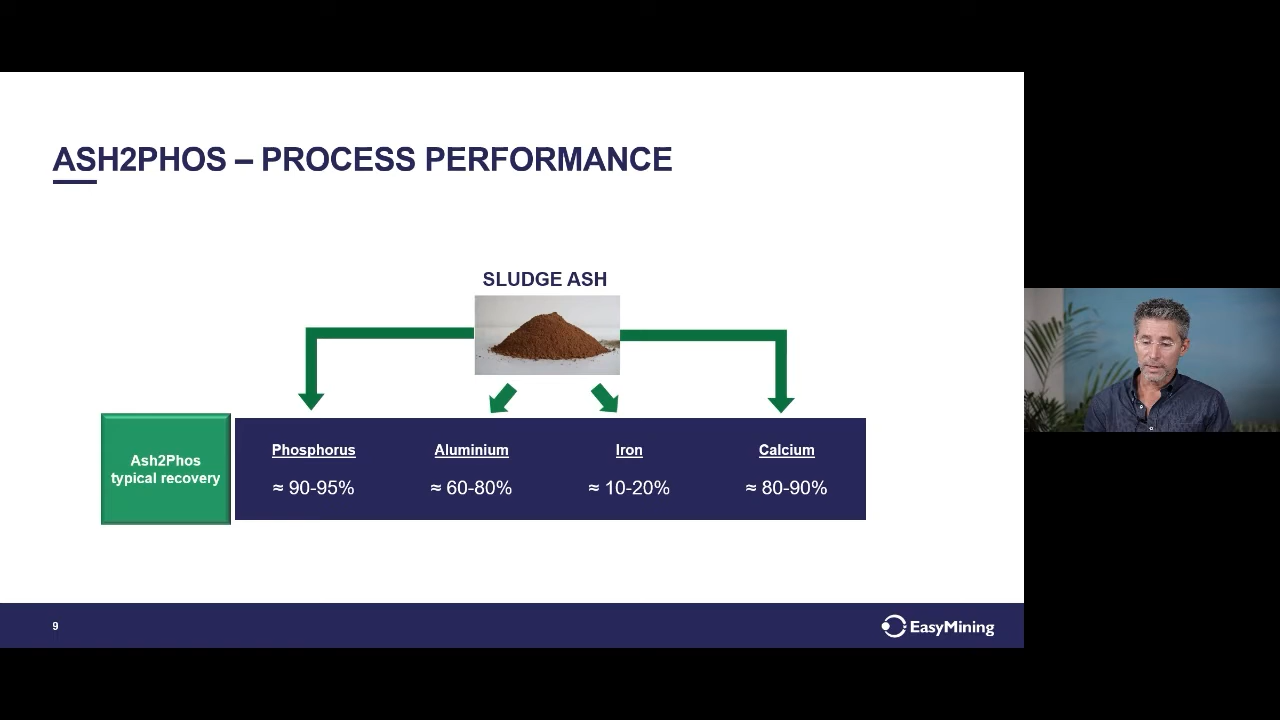 ASH2PHOS – PROCESS PERFORMANCE
SLUDGE ASH
Ash2Phos
typical recovery
Phosphorus
≈ 90-95%
Aluminium
≈ 60-80%
Iron
≈ 10-20%
Calcium
≈ 80-90%
9
EasyMining